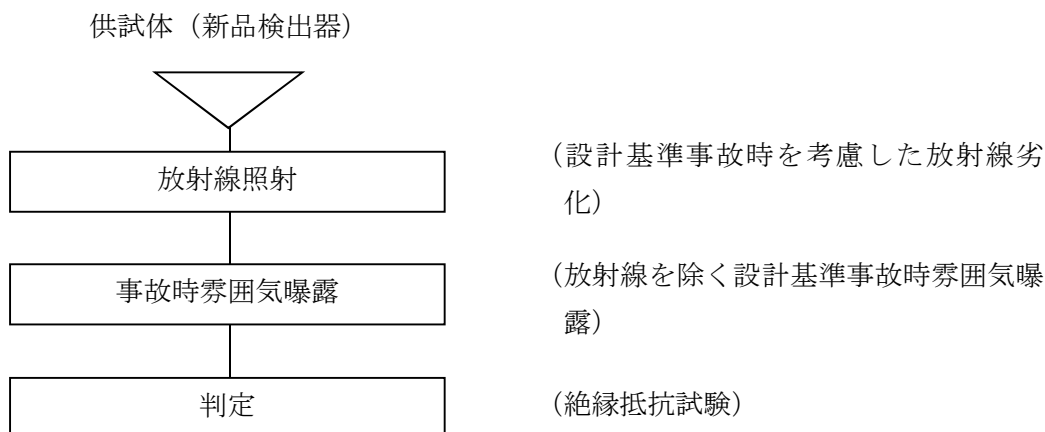 供試体（新品検出器）
放射線照射
（設計基準事故時を考慮した放射線劣
化）
事故時雰囲気曝露
（放射線を除く設計基準事故時雰囲気曝
露）
判定
（絶縁抵抗試験）